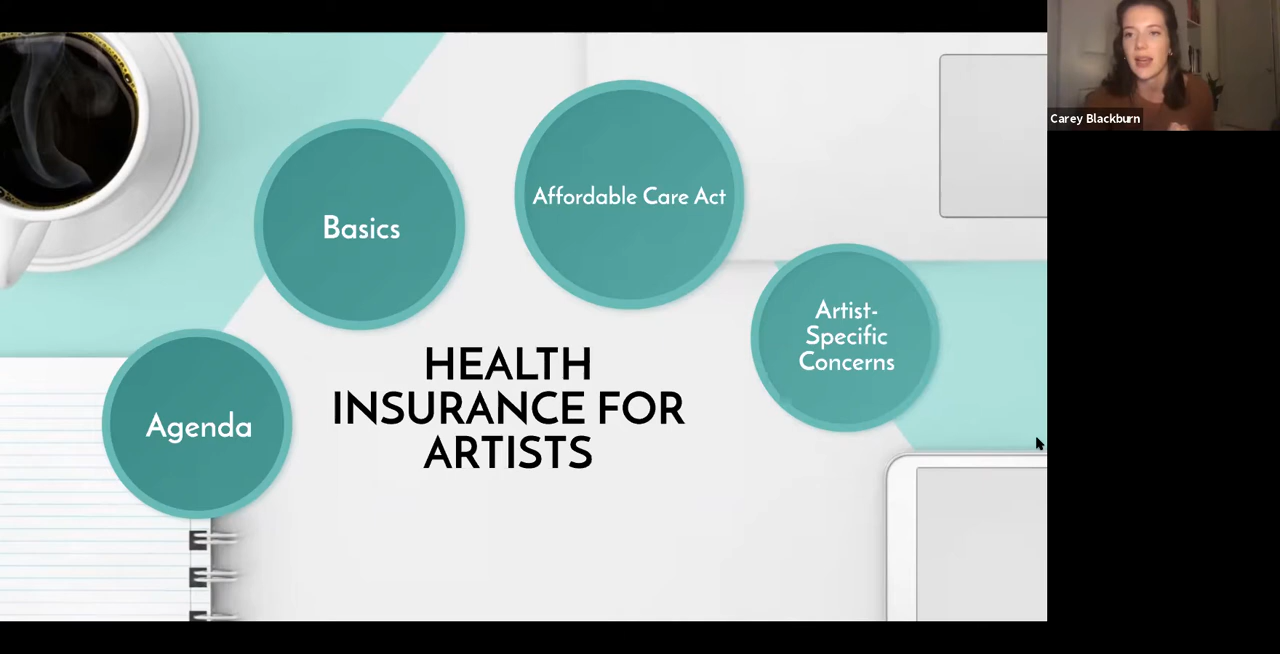 Carey Blackburn
Affordable Care Act
Basics
Artist-
Specific
Concerns
HEALTH
INSURANCE FOR
ARTISTS
Agenda